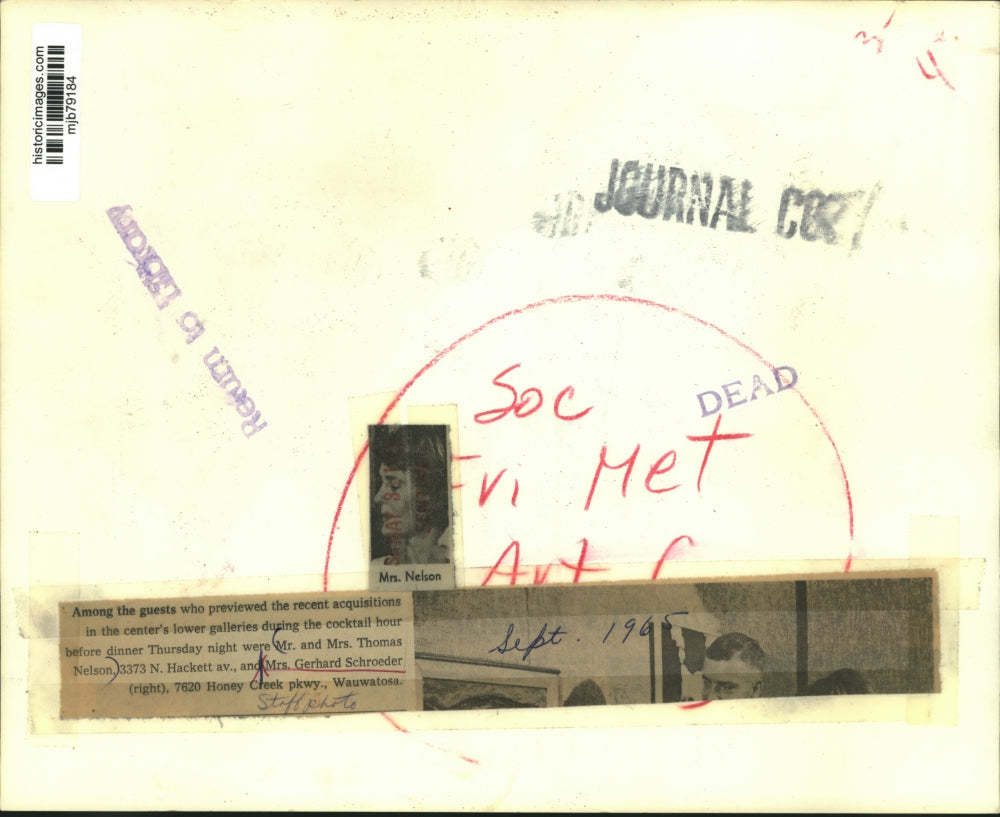 historicimages.com
mjb79184
4
JOURNAL COPY
Return to Library
Soc
DEAD
Fri Met
Art
Mrs. Nelson
Among the guests who previewed the recent acquisitions
in the center's lower galleries during the cocktail hour
before dinner Thursday night were Mr. and Mrs. Thomas
Nelson, 3373 N. Hackett av., and Mrs. Gerhard Schroeder
(right), 7620 Honey Creek pkwy., Wauwatosa.
Staff photo
Sept. 1965